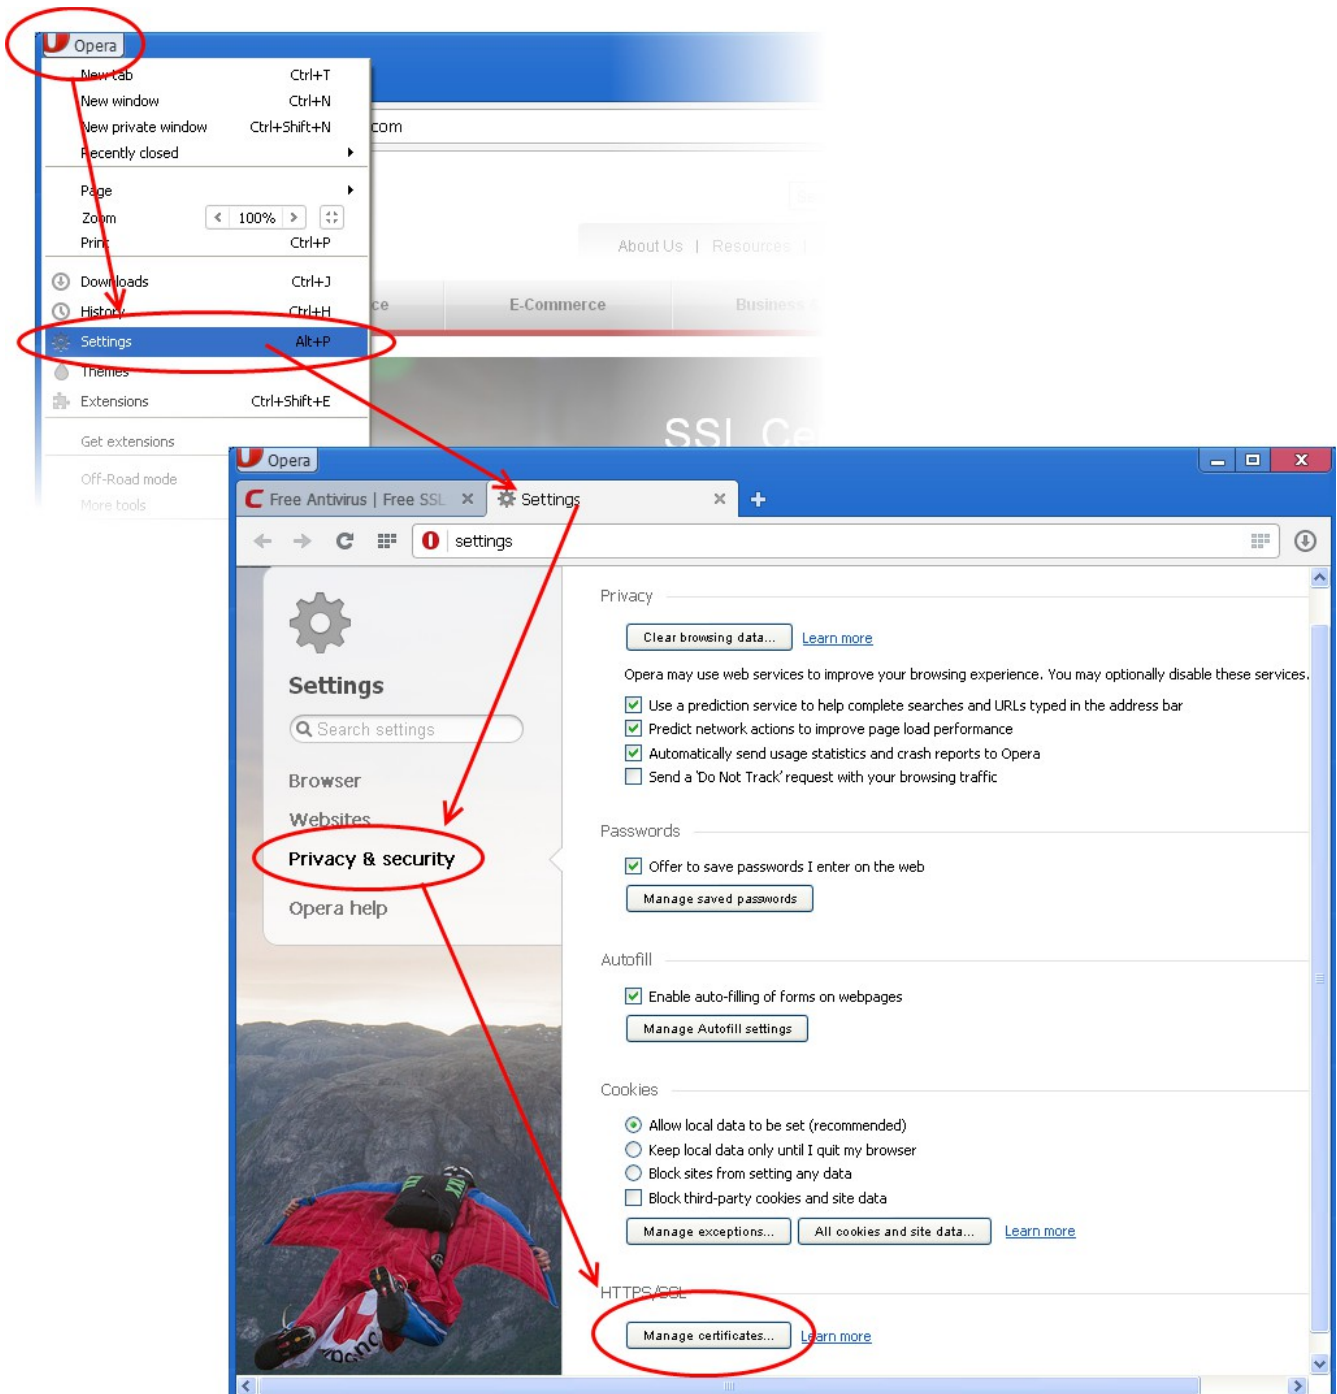 Opera
New tab Ctrl+T
New window Ctrl+N
New private window Ctrl+Shift+N
.com
Recently closed
Page
Zoom 100%
Print Ctrl+P
About Us | Resources |
Downloads Ctrl+J
History Ctrl+H
ce E-Commerce Business
Settings Alt+P
Themes
Extensions Ctrl+Shift+E
SSL Ce
Get extensions
Off-Road mode
More tools
Opera
Free Antivirus | Free SSL Settings
settings
Settings
Search settings
Browser
Websites
Privacy & security
Opera help
Privacy
Clear browsing data... Learn more
Opera may use web services to improve your browsing experience. You may optionally disable these services.
Use a prediction service to help complete searches and URLs typed in the address bar
Predict network actions to improve page load performance
Automatically send usage statistics and crash reports to Opera
Send a 'Do Not Track' request with your browsing traffic
Passwords
Offer to save passwords I enter on the web
Manage saved passwords
Autofill
Enable auto-filling of forms on webpages
Manage Autofill settings
Cookies
Allow local data to be set (recommended)
Keep local data only until I quit my browser
Block sites from setting any data
Block third-party cookies and site data
Manage exceptions... All cookies and site data... Learn more
HTTPS/SSL
Manage certificates... Learn more